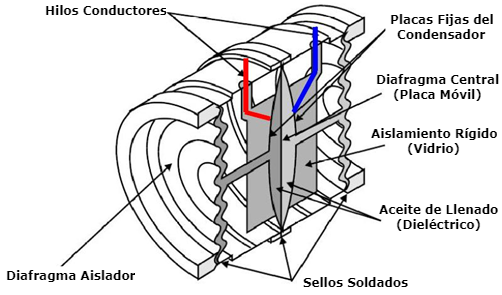 Hilos Conductores
Placas Fijas del
Condensador
Diafragma Central
(Placa Móvil)
Aislamiento Rígido
(Vidrio)
Aceite de Llenado
(Dieléctrico)
Diafragma Aislador
Sellos Soldados